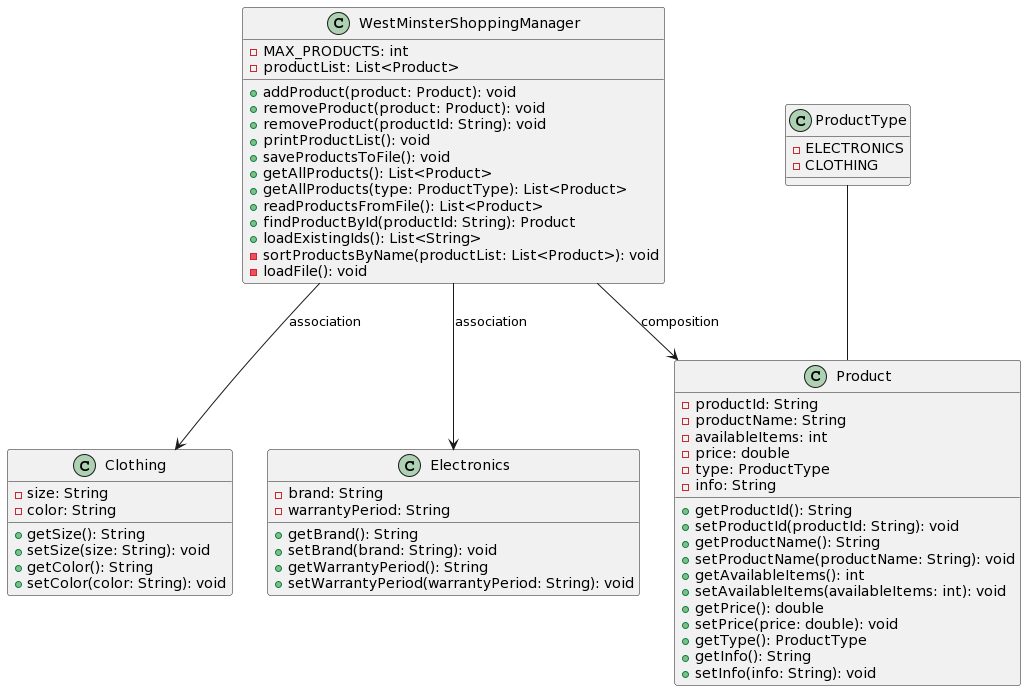 C WestMinsterShoppingManager
MAX_PRODUCTS: int
productList: List<Product>
addProduct(product: Product): void
removeProduct(product: Product): void
removeProduct(productId: String): void
printProductList(): void
saveProductsToFile(): void
getAllProducts(): List<Product>
getAllProducts(type: ProductType): List<Product>
readProductsFromFile(): List<Product>
findProductById(productId: String): Product
loadExistingIds(): List<String>
sortProductsByName(productList: List<Product>): void
loadFile(): void
C ProductType
ELECTRONICS
CLOTHING
association
association
composition
C Clothing
size: String
color: String
getSize(): String
setSize(size: String): void
getColor(): String
setColor(color: String): void
C Electronics
brand: String
warrantyPeriod: String
getBrand(): String
setBrand(brand: String): void
getWarrantyPeriod(): String
setWarrantyPeriod(warrantyPeriod: String): void
C Product
productId: String
productName: String
availableItems: int
price: double
type: ProductType
info: String
getProductId(): String
setProductId(productId: String): void
getProductName(): String
setProductName(productName: String): void
getAvailableItems(): int
setAvailableItems(availableItems: int): void
getPrice(): double
setPrice(price: double): void
getType(): ProductType
getInfo(): String
setInfo(info: String): void